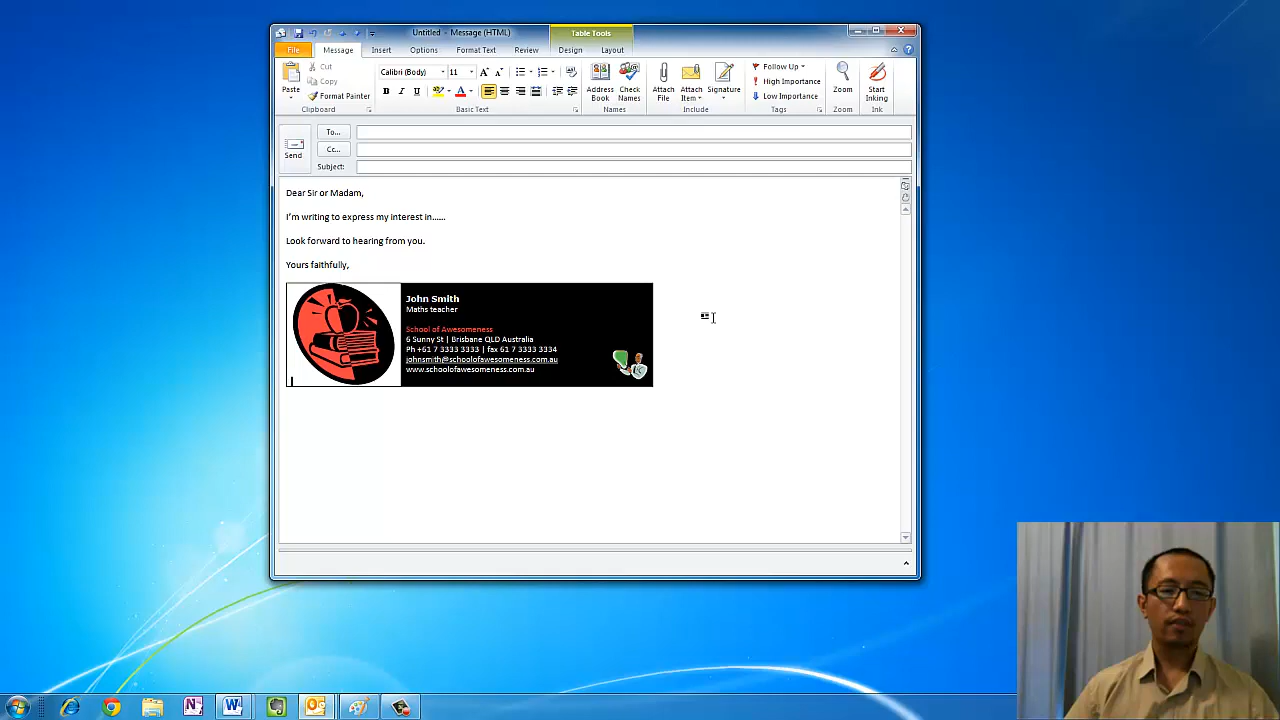 Untitled - Message (HTML)
Table Tools
File
Message
Insert
Options
Format Text
Review
Design
Layout
Paste
Cut
Copy
Format Painter
Clipboard
Calibri (Body)
11
B I U
A
Basic Text
Address Book
Check Names
Names
Attach File
Attach Item
Signature
Include
Follow Up
High Importance
Low Importance
Tags
Zoom
Zoom
Start Inking
Ink
Send
To...
Cc...
Subject:
Dear Sir or Madam,
I'm writing to express my interest in......
Look forward to hearing from you.
Yours faithfully,
John Smith
Maths teacher
School of Awesomeness
6 Sunny St | Brisbane QLD Australia
Ph +61 7 3333 3333 | fax 61 7 3333 3334
johnsmith@schoolofawesomeness.com.au
www.schoolofawesomeness.com.au